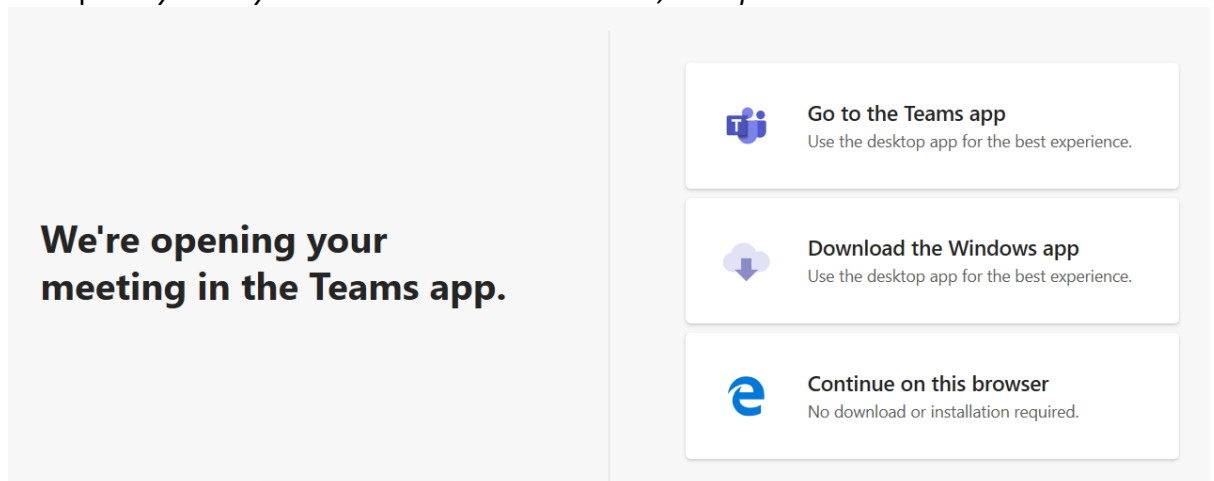 We're opening your
meeting in the Teams app.
T
Go to the Teams app
Use the desktop app for the best experience.
Download the Windows app
Use the desktop app for the best experience.
Continue on this browser
No download or installation required.